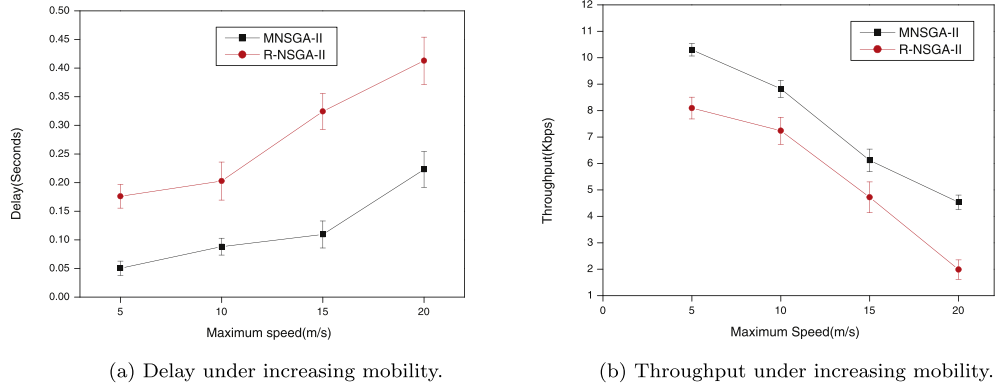 0.50
0.45
0.40
0.35
0.30
0.25
0.20
0.15
0.10
0.05
0.00
Delay(Seconds)
MNSGA-II
R-NSGA-II
5 10 15 20
Maximum speed(m/s)
(a) Delay under increasing mobility.
12
11
10
9
8
7
6
5
4
3
2
1
Throughput(Kbps)
MNSGA-II
R-NSGA-II
0 5 10 15 20
Maximum Speed(m/s)
(b) Throughput under increasing mobility.